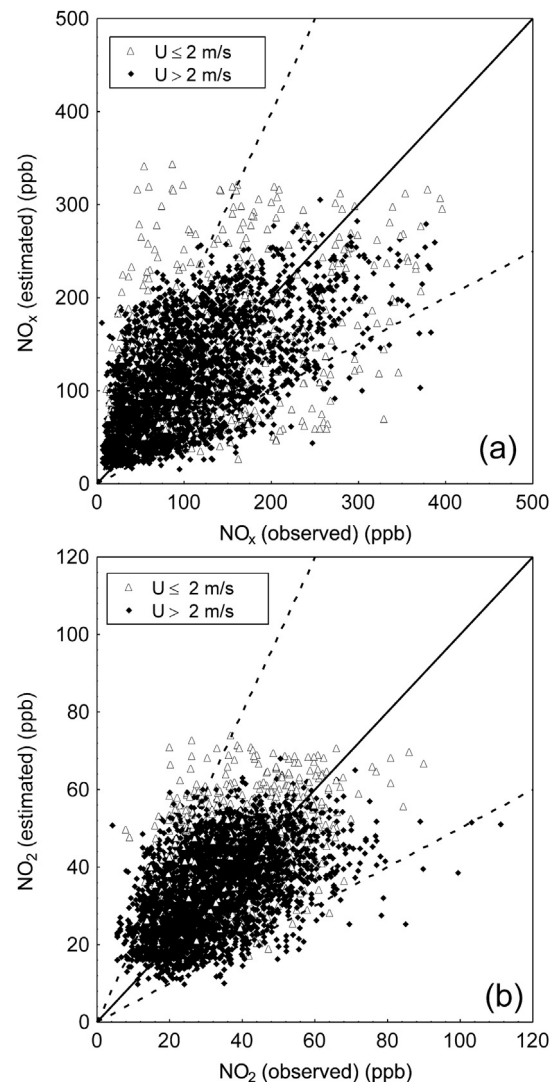 500
400
300
200
100
0
NOₓ (estimated) (ppb)
△ U ≤ 2 m/s
◆ U > 2 m/s
(a)
0 100 200 300 400 500
NOₓ (observed) (ppb)
120
100
80
60
40
20
0
NO₂ (estimated) (ppb)
△ U ≤ 2 m/s
◆ U > 2 m/s
(b)
0 20 40 60 80 100 120
NO₂ (observed) (ppb)